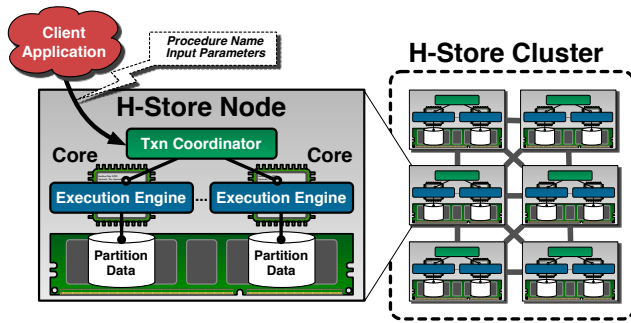 Client
Application
Procedure Name
Input Parameters
H-Store Cluster
H-Store Node
Txn Coordinator
Core
Core
Execution Engine
...
Execution Engine
Partition
Data
Partition
Data